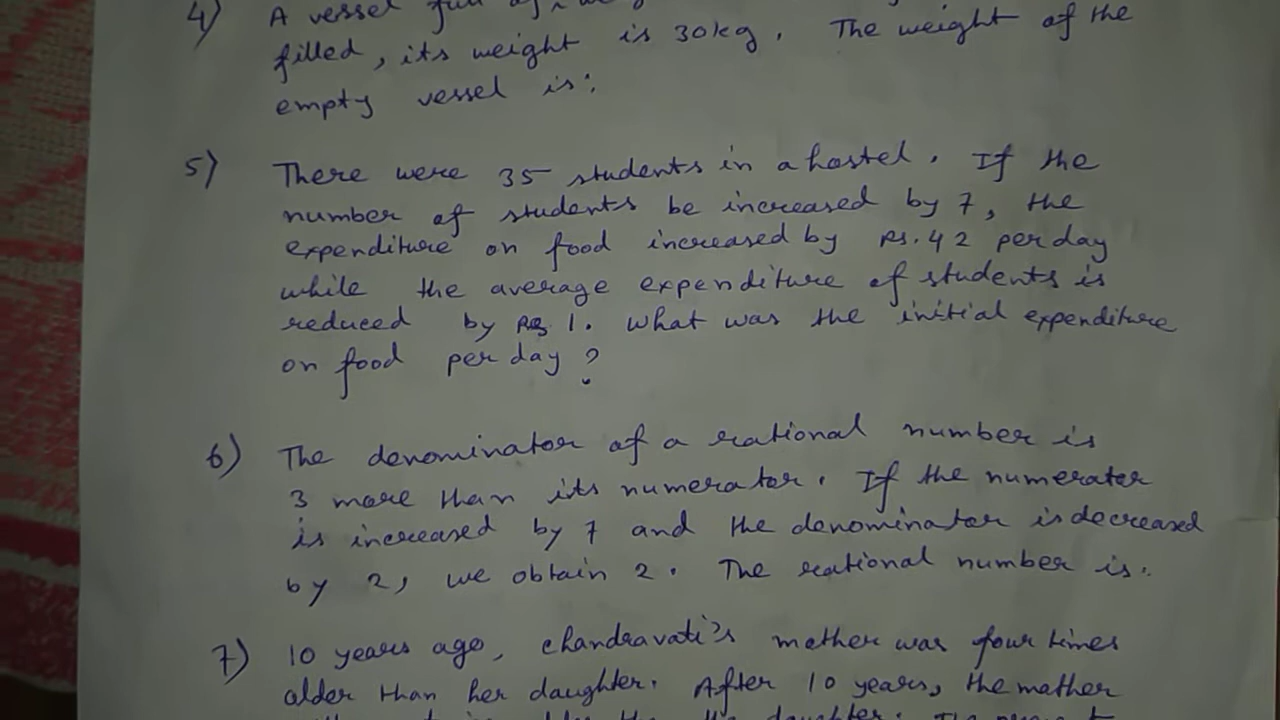 4) A vessel full of
filled, its weight is 30kg. The weight of the
empty vessel is:
5) There were 35 students in a hostel. If the
number of students be increased by 7, the
expenditure on food increased by Rs. 42 per day
while the average expenditure of students is
reduced by Rs 1. What was the initial expenditure
on food per day?
6) The denominator of a rational number is
3 more than its numerator. If the numerater
is increased by 7 and the denominator is decreased
by 2, we obtain 2. The rational number is:
7) 10 years ago, Chandravati's mother was four times
older than her daughter. After 10 years, the mother